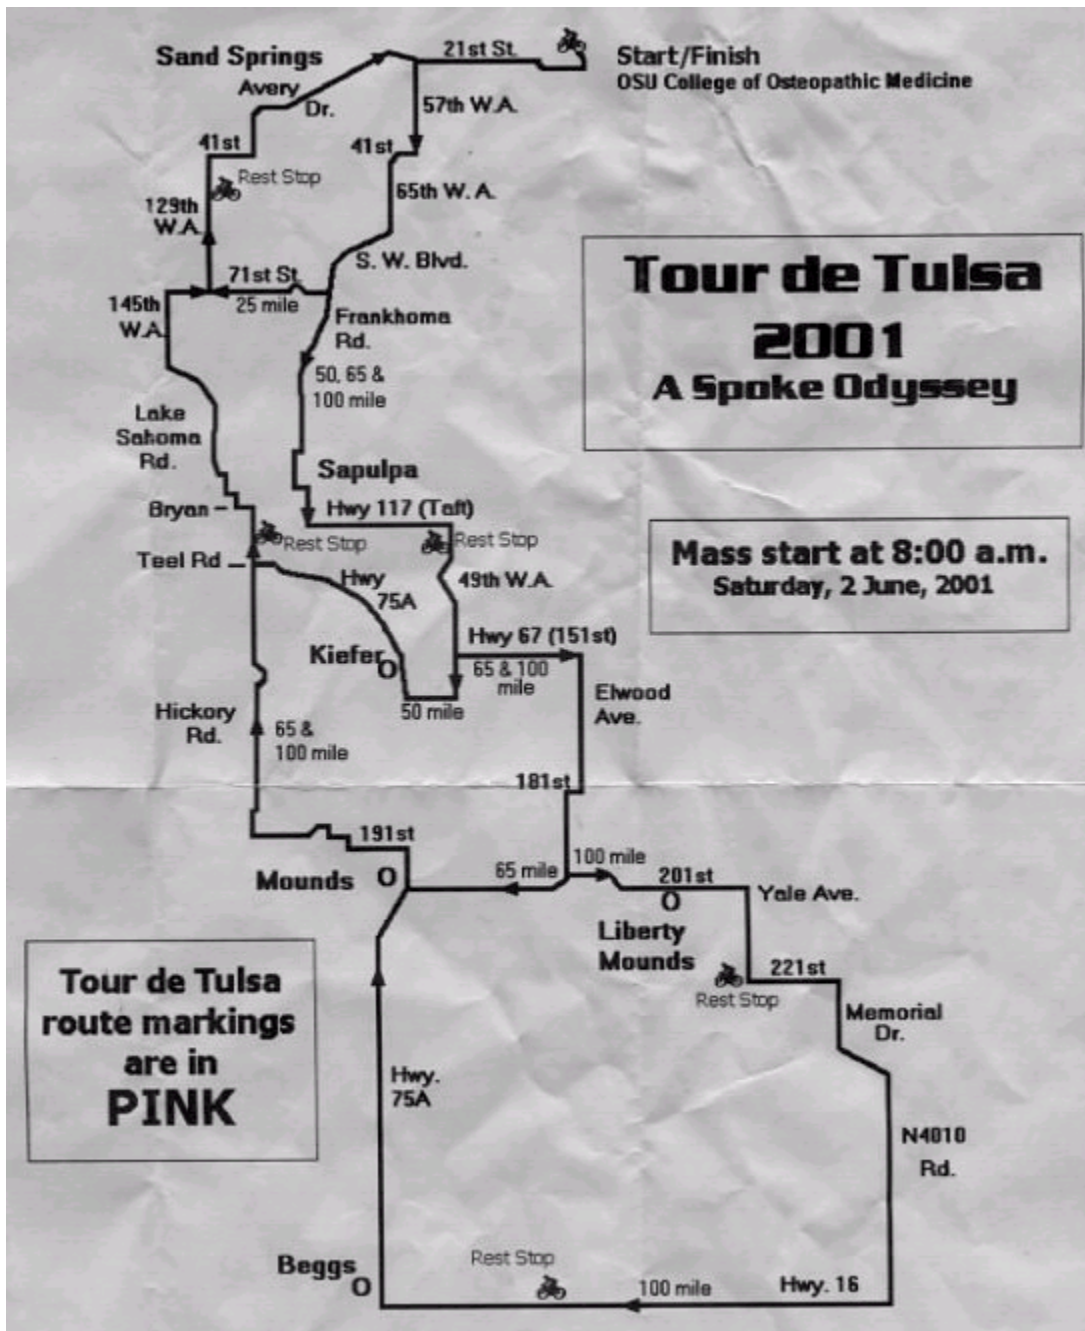 Sand Springs
21st St.
Start/Finish
OSU College of Osteopathic Medicine
Avery
Dr.
57th W.A.
41st
41st
Rest Stop
65th W. A.
129th
W.A.
S. W. Blvd.
71st St.
25 mile
145th
W.A.
Frankhoma
Rd.
Tour de Tulsa
2001
A Spoke Odyssey
50, 65 &
100 mile
Lake
Sahoma
Rd.
Sapulpa
Bryan
Hwy 117 (Taft)
Rest Stop
Rest Stop
Mass start at 8:00 a.m.
Saturday, 2 June, 2001
Teel Rd
Hwy
75A
49th W.A.
Hwy 67 (151st)
Kiefer
65 & 100
mile
50 mile
Elwood
Ave.
Hickory
Rd.
65 &
100 mile
181st
191st
100 mile
65 mile
Mounds
201st
Yale Ave.
Liberty
Mounds
221st
Rest Stop
Memorial
Dr.
Tour de Tulsa
route markings
are in
PINK
Hwy.
75A
N4010
Rd.
Beggs
Rest Stop
100 mile
Hwy. 16